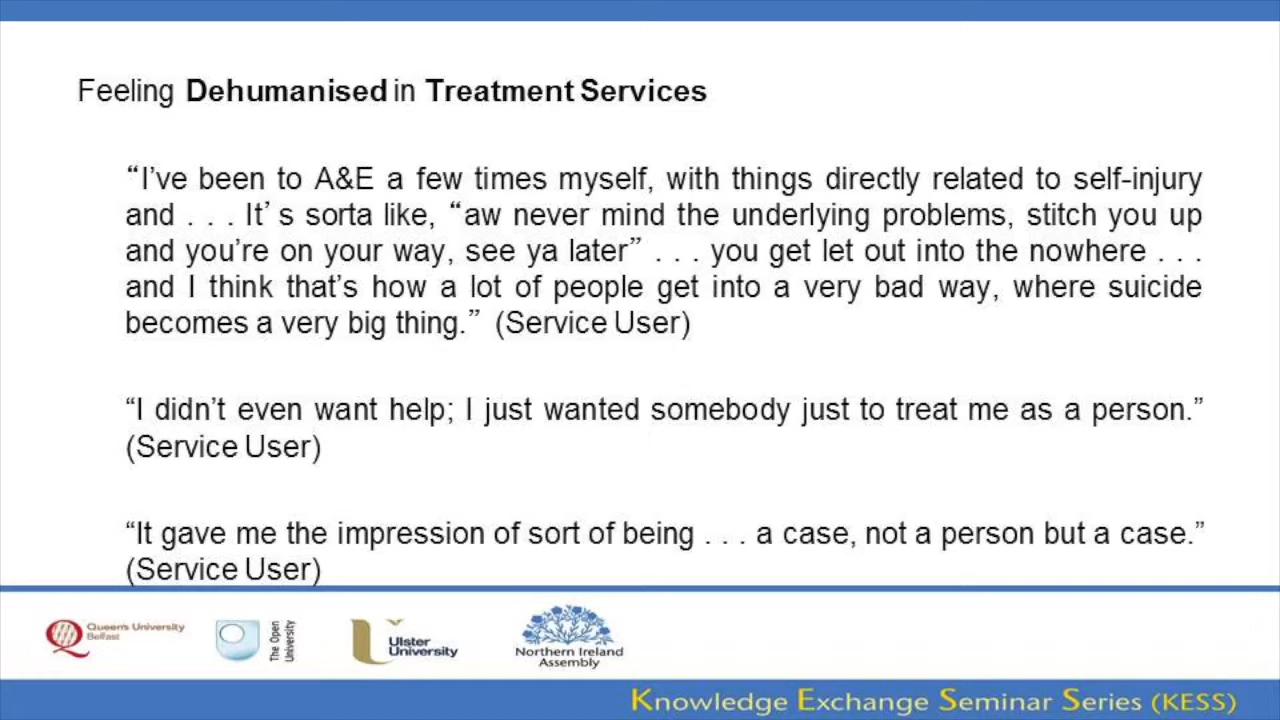 Feeling Dehumanised in Treatment Services
“I’ve been to A&E a few times myself, with things directly related to self-injury
and . . . It’s sorta like, “aw never mind the underlying problems, stitch you up
and you’re on your way, see ya later” . . . you get let out into the nowhere . . .
and I think that’s how a lot of people get into a very bad way, where suicide
becomes a very big thing.” (Service User)
“I didn’t even want help; I just wanted somebody just to treat me as a person.”
(Service User)
“It gave me the impression of sort of being . . . a case, not a person but a case.”
(Service User)
Queen's University
Belfast
The Open
University
Ulster
University
Northern Ireland
Assembly
Knowledge Exchange Seminar Series (KESS)